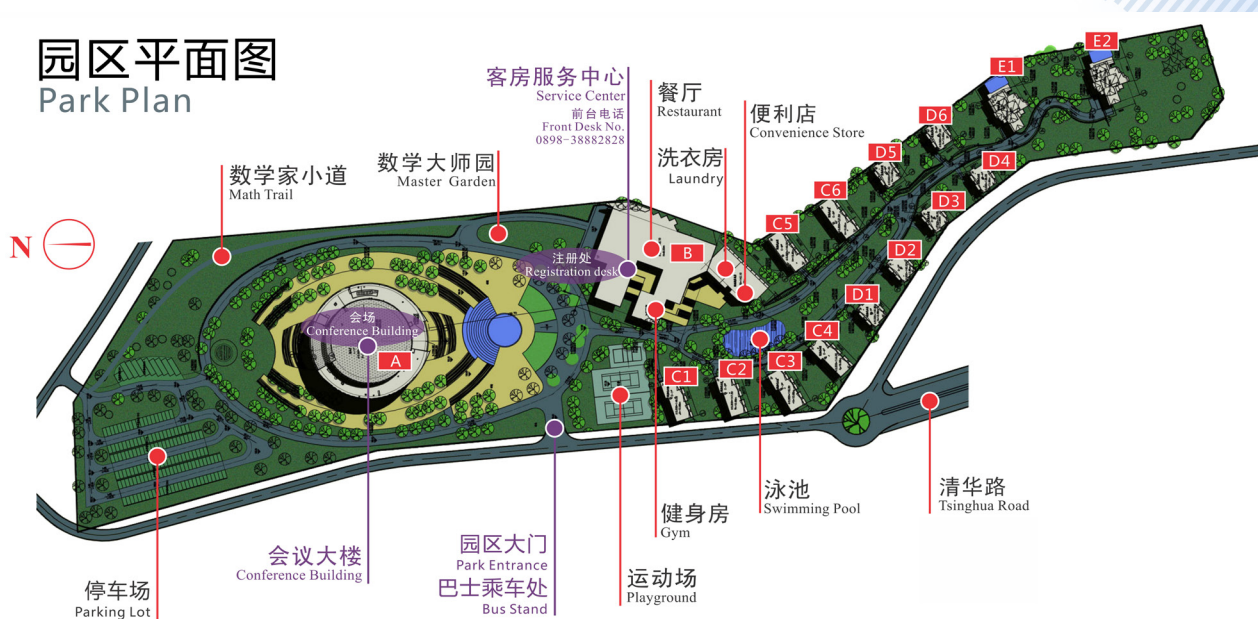 园区平面图
Park Plan
客房服务中心
Service Center
前台电话
Front Desk No.
0898-38882828
餐厅
Restaurant
便利店
Convenience Store
洗衣房
Laundry
数学家小道
Math Trail
数学大师园
Master Garden
N
注册处
Registration desk
会场
Conference Building
A
B
C1
C2
C3
C4
C5
C6
D1
D2
D3
D4
D5
D6
E1
E2
停车场
Parking Lot
会议大楼
Conference Building
园区大门
Park Entrance
巴士乘车处
Bus Stand
运动场
Playground
健身房
Gym
泳池
Swimming Pool
清华路
Tsinghua Road